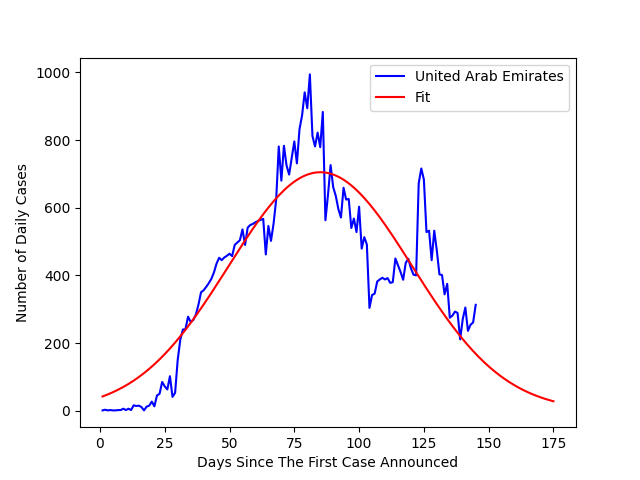 United Arab Emirates
Fit
Number of Daily Cases
1000
800
600
400
200
0
0 25 50 75 100 125 150 175
Days Since The First Case Announced